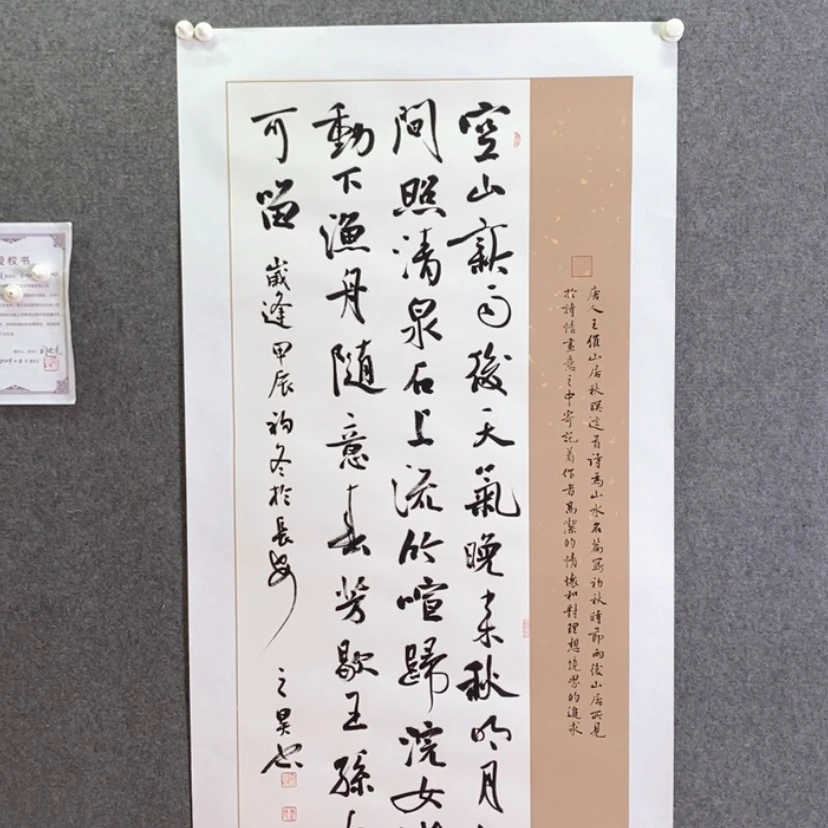 唐人王維山居秋暝這首詩為山水名篇寫初秋時節雨後山居所見
於詩情畫意之中寄託着作者高潔的情懷和對理想境界的追求
空山新雨後天氣晚来秋明月
間照清泉石上流竹喧歸浣女
動下漁舟隨意春芳歇王孫
可留
歲逢甲辰初冬於長安
之昊也
权书